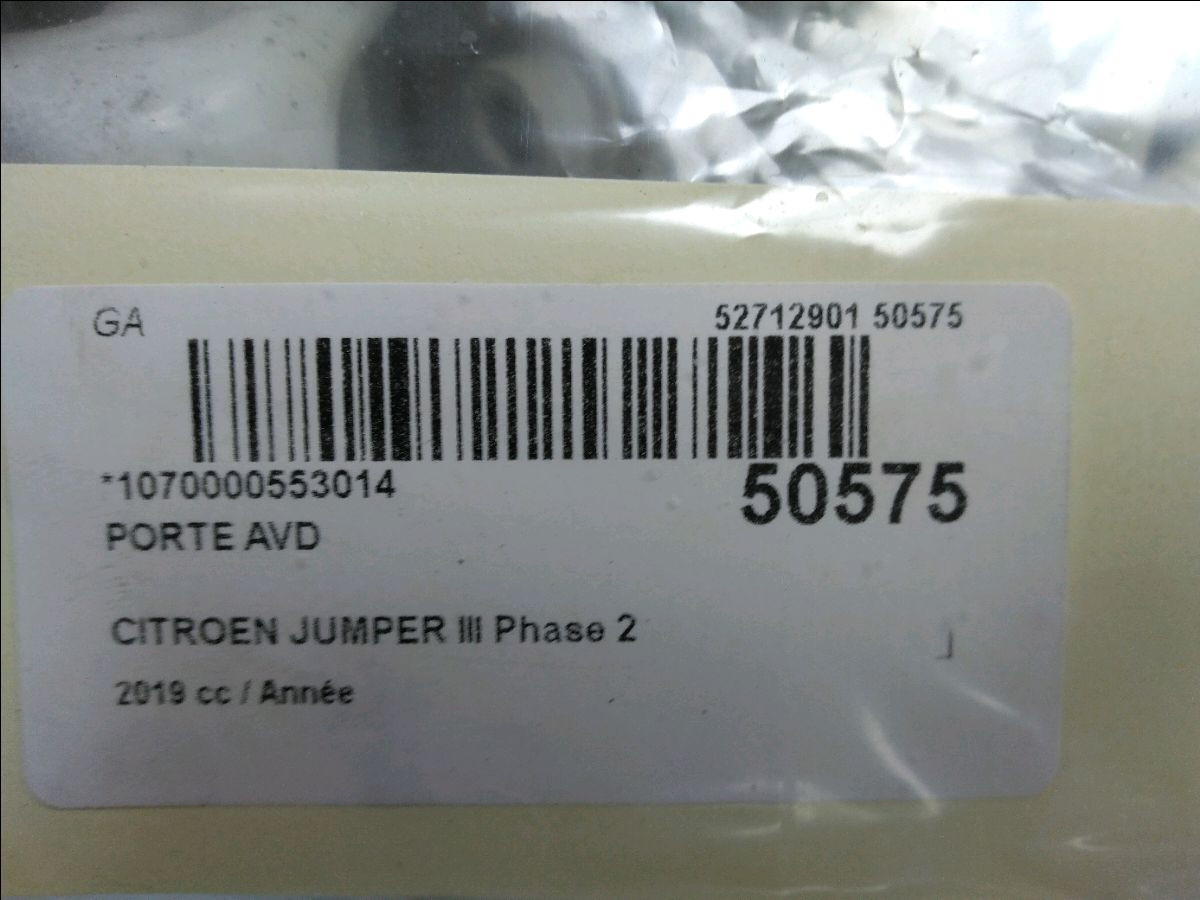 GA
52712901 50575
*1070000553014
50575
PORTE AVD
CITROEN JUMPER III Phase 2
2019 cc / Année